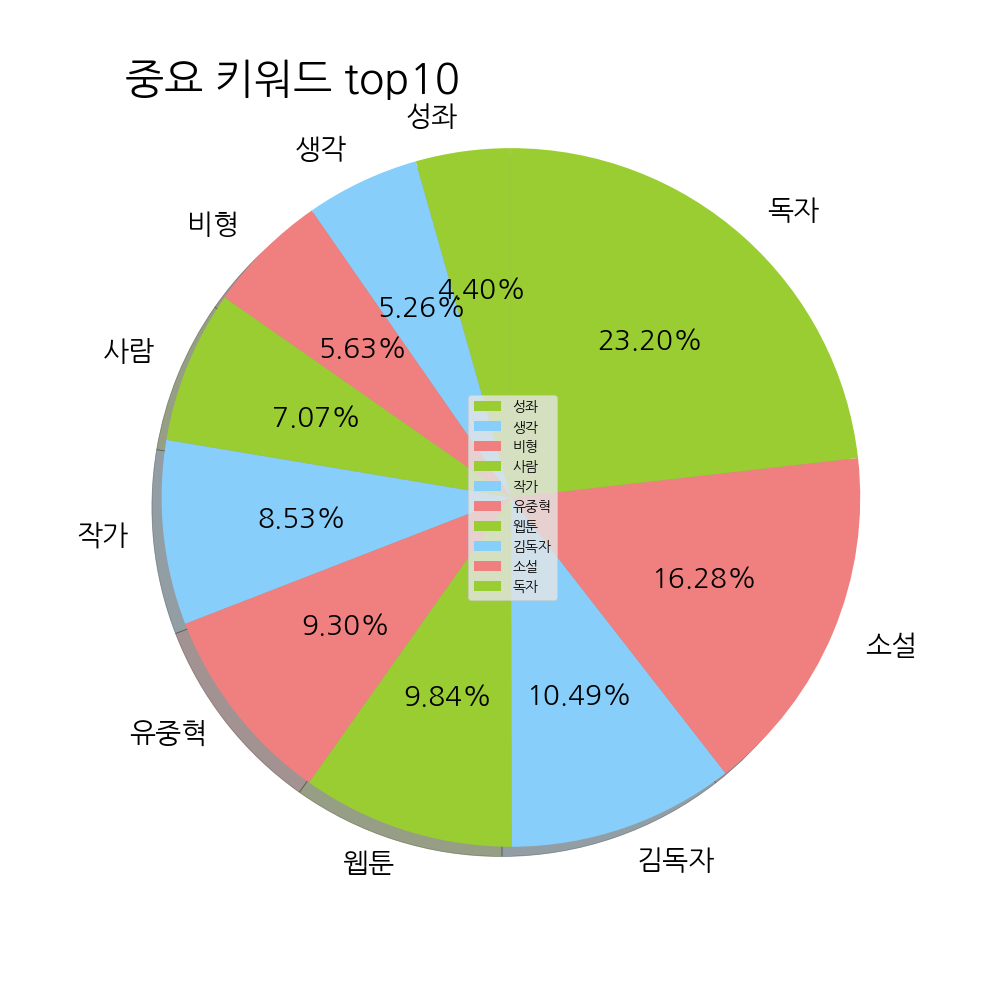 중요 키워드 top10
성좌
생각
비형
사람
작가
유중혁
웹툰
김독자
소설
독자
4.40%
5.26%
5.63%
7.07%
8.53%
9.30%
9.84%
10.49%
16.28%
23.20%
성좌
생각
비형
사람
작가
유중혁
웹툰
김독자
소설
독자